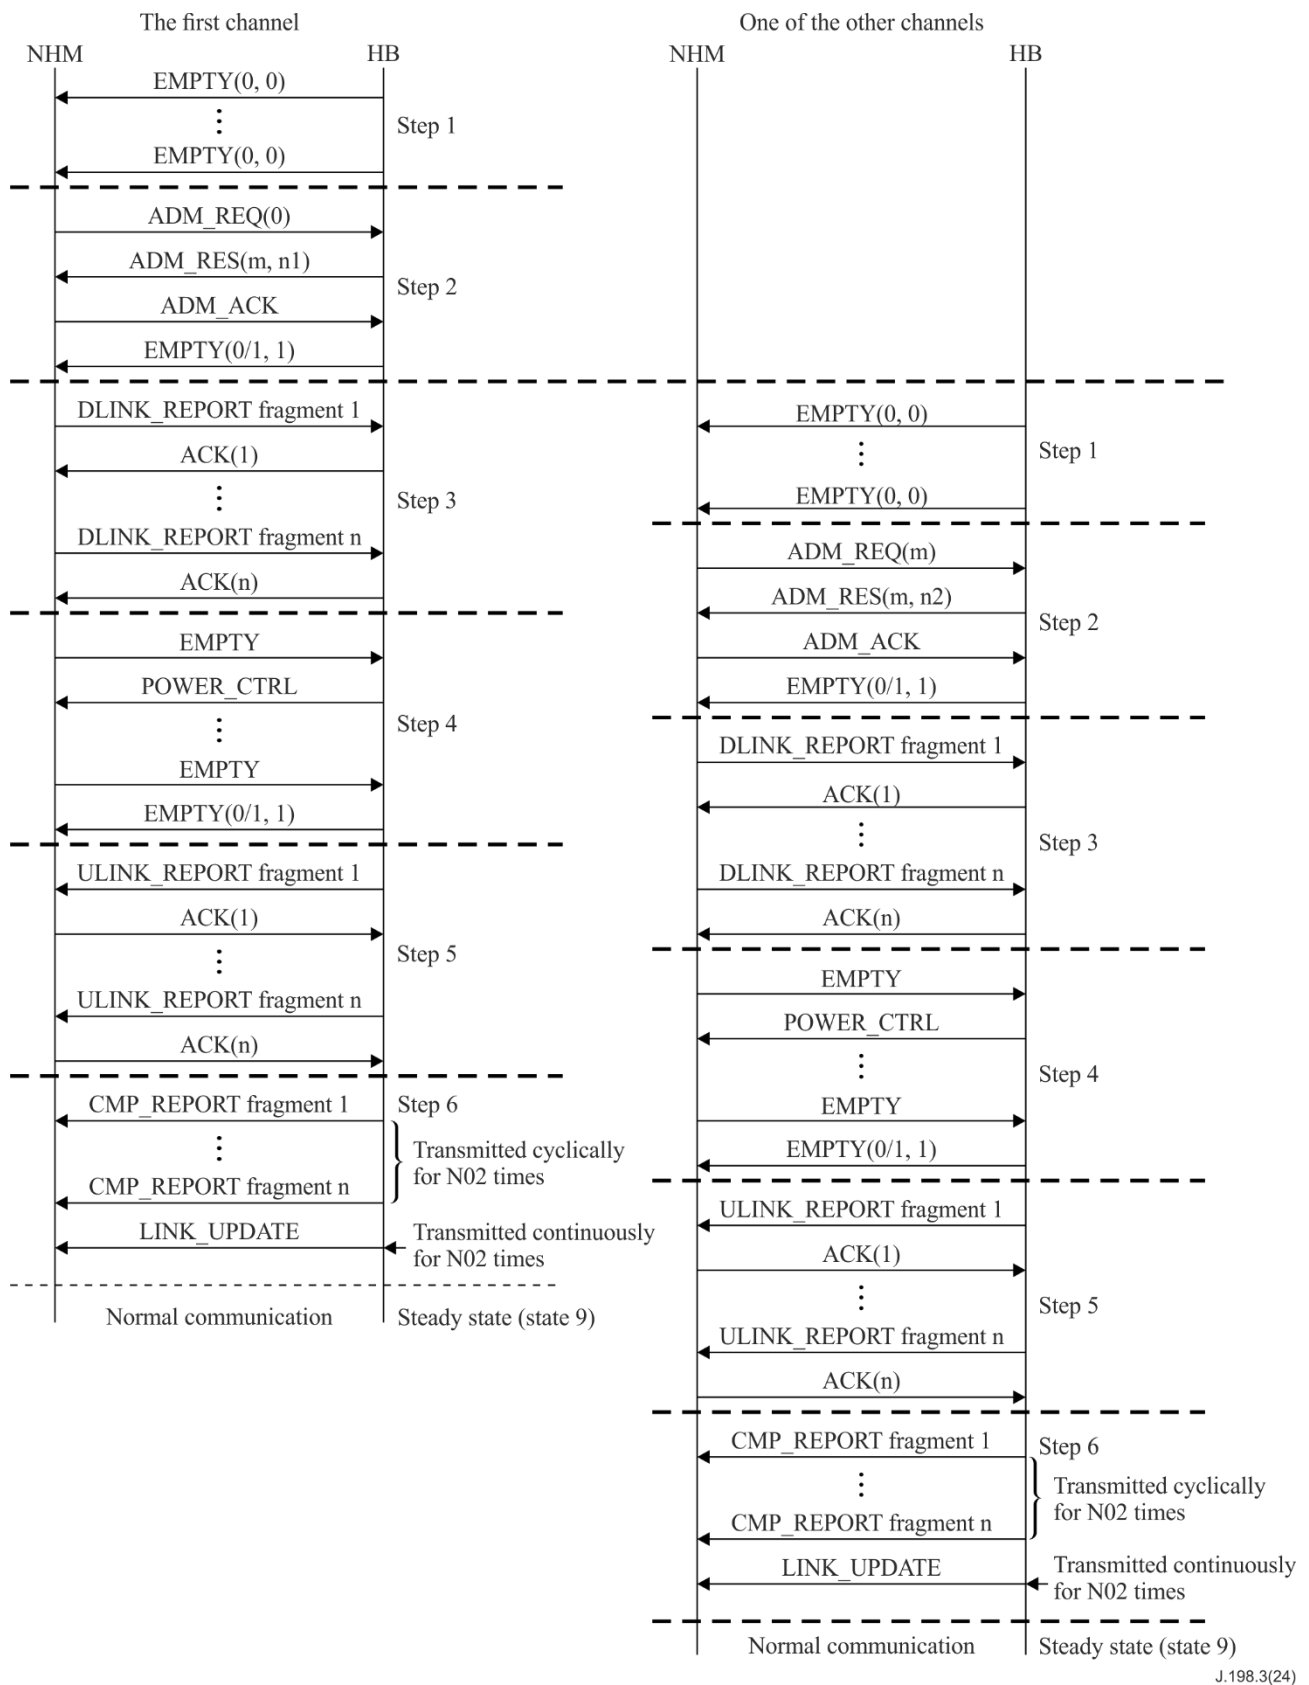 The first channel
NHM HB
EMPTY(0, 0)
EMPTY(0, 0)
Step 1
ADM_REQ(0)
ADM_RES(m, n1)
ADM_ACK
EMPTY(0/1, 1)
Step 2
DLINK_REPORT fragment 1
ACK(1)
DLINK_REPORT fragment n
ACK(n)
Step 3
EMPTY
POWER_CTRL
EMPTY
EMPTY(0/1, 1)
Step 4
ULINK_REPORT fragment 1
ACK(1)
ULINK_REPORT fragment n
ACK(n)
Step 5
CMP_REPORT fragment 1
CMP_REPORT fragment n
Step 6
Transmitted cyclically
for N02 times
LINK_UPDATE
Transmitted continuously
for N02 times
Normal communication
Steady state (state 9)
One of the other channels
NHM HB
EMPTY(0, 0)
EMPTY(0, 0)
Step 1
ADM_REQ(m)
ADM_RES(m, n2)
ADM_ACK
EMPTY(0/1, 1)
Step 2
DLINK_REPORT fragment 1
ACK(1)
DLINK_REPORT fragment n
ACK(n)
Step 3
EMPTY
POWER_CTRL
EMPTY
EMPTY(0/1, 1)
Step 4
ULINK_REPORT fragment 1
ACK(1)
ULINK_REPORT fragment n
ACK(n)
Step 5
CMP_REPORT fragment 1
CMP_REPORT fragment n
Step 6
Transmitted cyclically
for N02 times
LINK_UPDATE
Transmitted continuously
for N02 times
Normal communication
Steady state (state 9)
J.198.3(24)